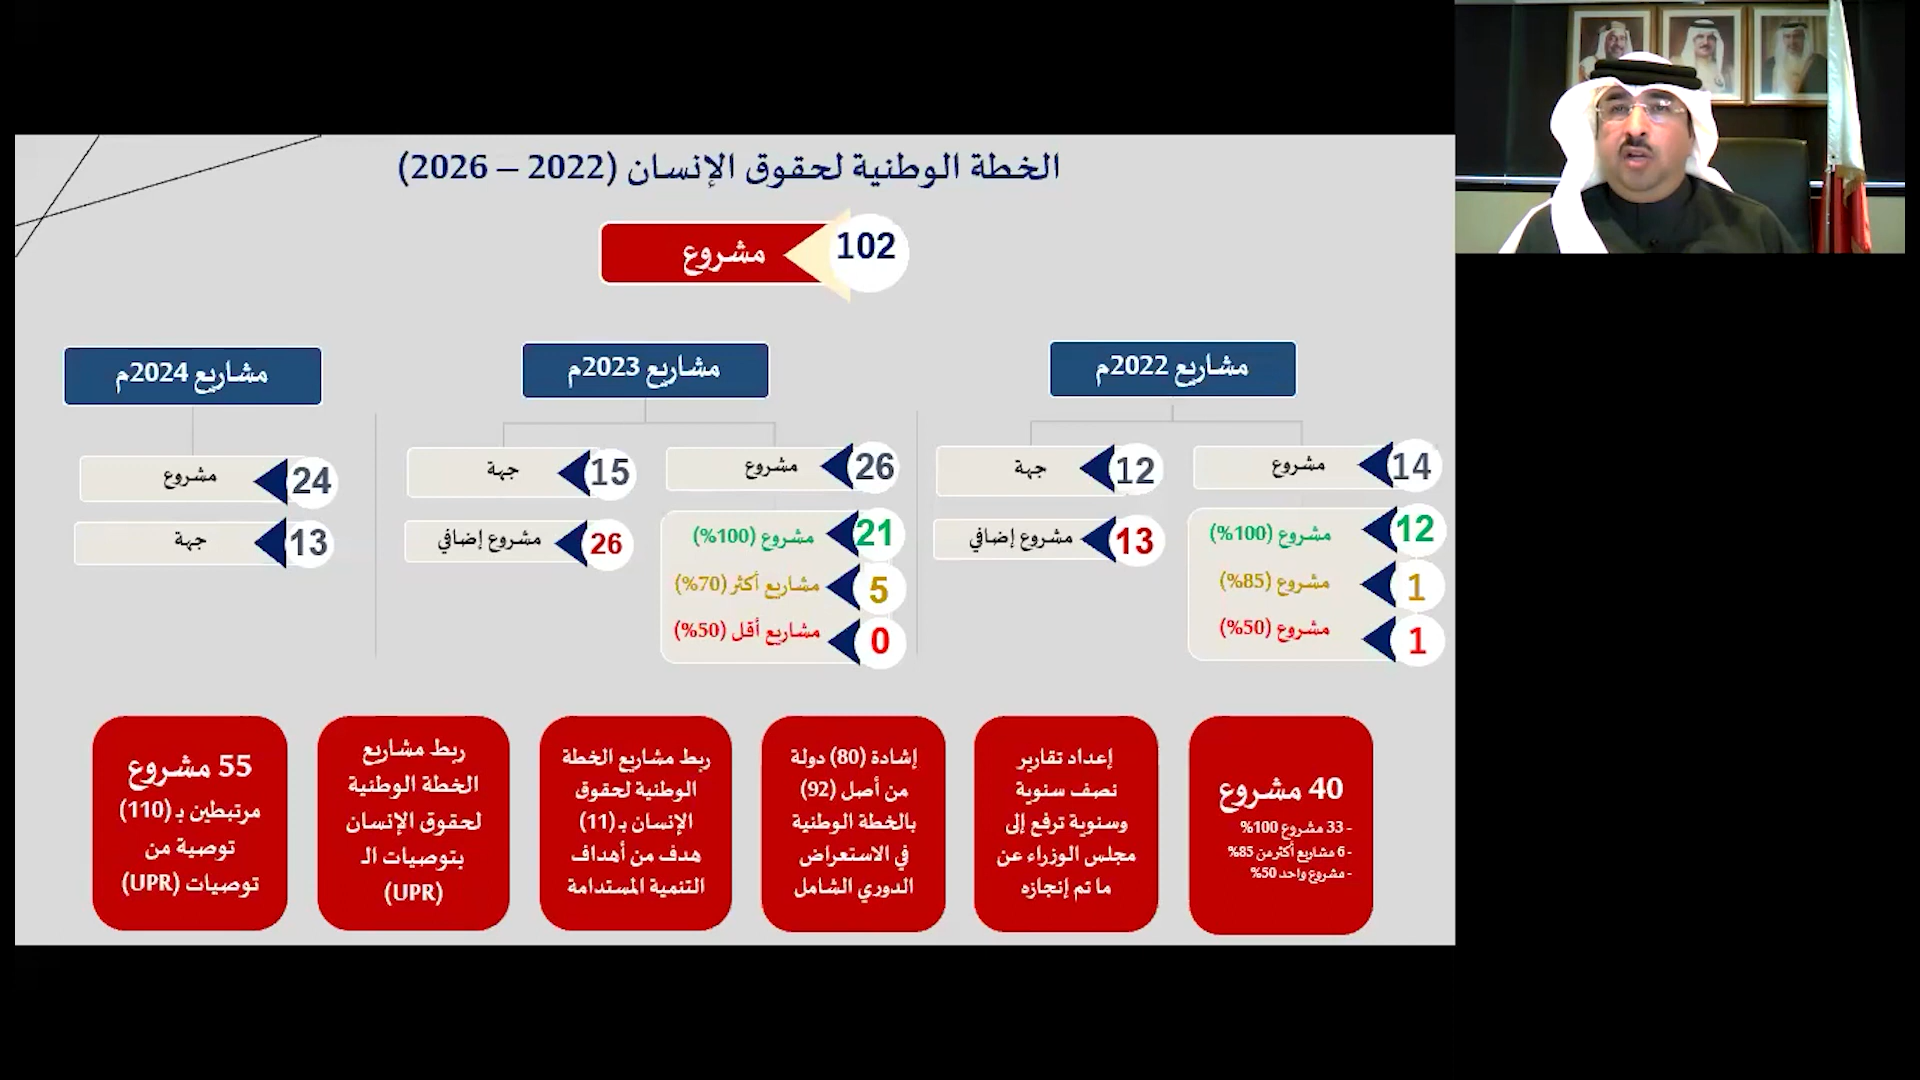 الخطة الوطنية لحقوق الإنسان (2022 – 2026)
102 مشروع
مشاريع 2022م
14 مشروع
12 مشروع (100%)
1 مشروع (85%)
1 مشروع (50%)
12 جهة
13 مشروع إضافي
مشاريع 2023م
26 مشروع
21 مشروع (100%)
5 مشاريع أكثر (70%)
0 مشاريع أقل (50%)
15 جهة
26 مشروع إضافي
مشاريع 2024م
24 مشروع
13 جهة
40 مشروع
- 33 مشروع 100%
- 6 مشاريع أكثر من 85%
- مشروع واحد 50%
إعداد تقارير
نصف سنوية
وسنوية ترفع إلى
مجلس الوزراء عن
ما تم إنجازه
إشادة (80) دولة
من أصل (92)
بالخطة الوطنية
في الاستعراض
الدوري الشامل
ربط مشاريع الخطة
الوطنية لحقوق
الإنسان بـ (11)
هدف من أهداف
التنمية المستدامة
ربط مشاريع
الخطة الوطنية
لحقوق الإنسان
بتوصيات الـ
(UPR)
55 مشروع
مرتبطين بـ (110)
توصية من
توصيات (UPR)